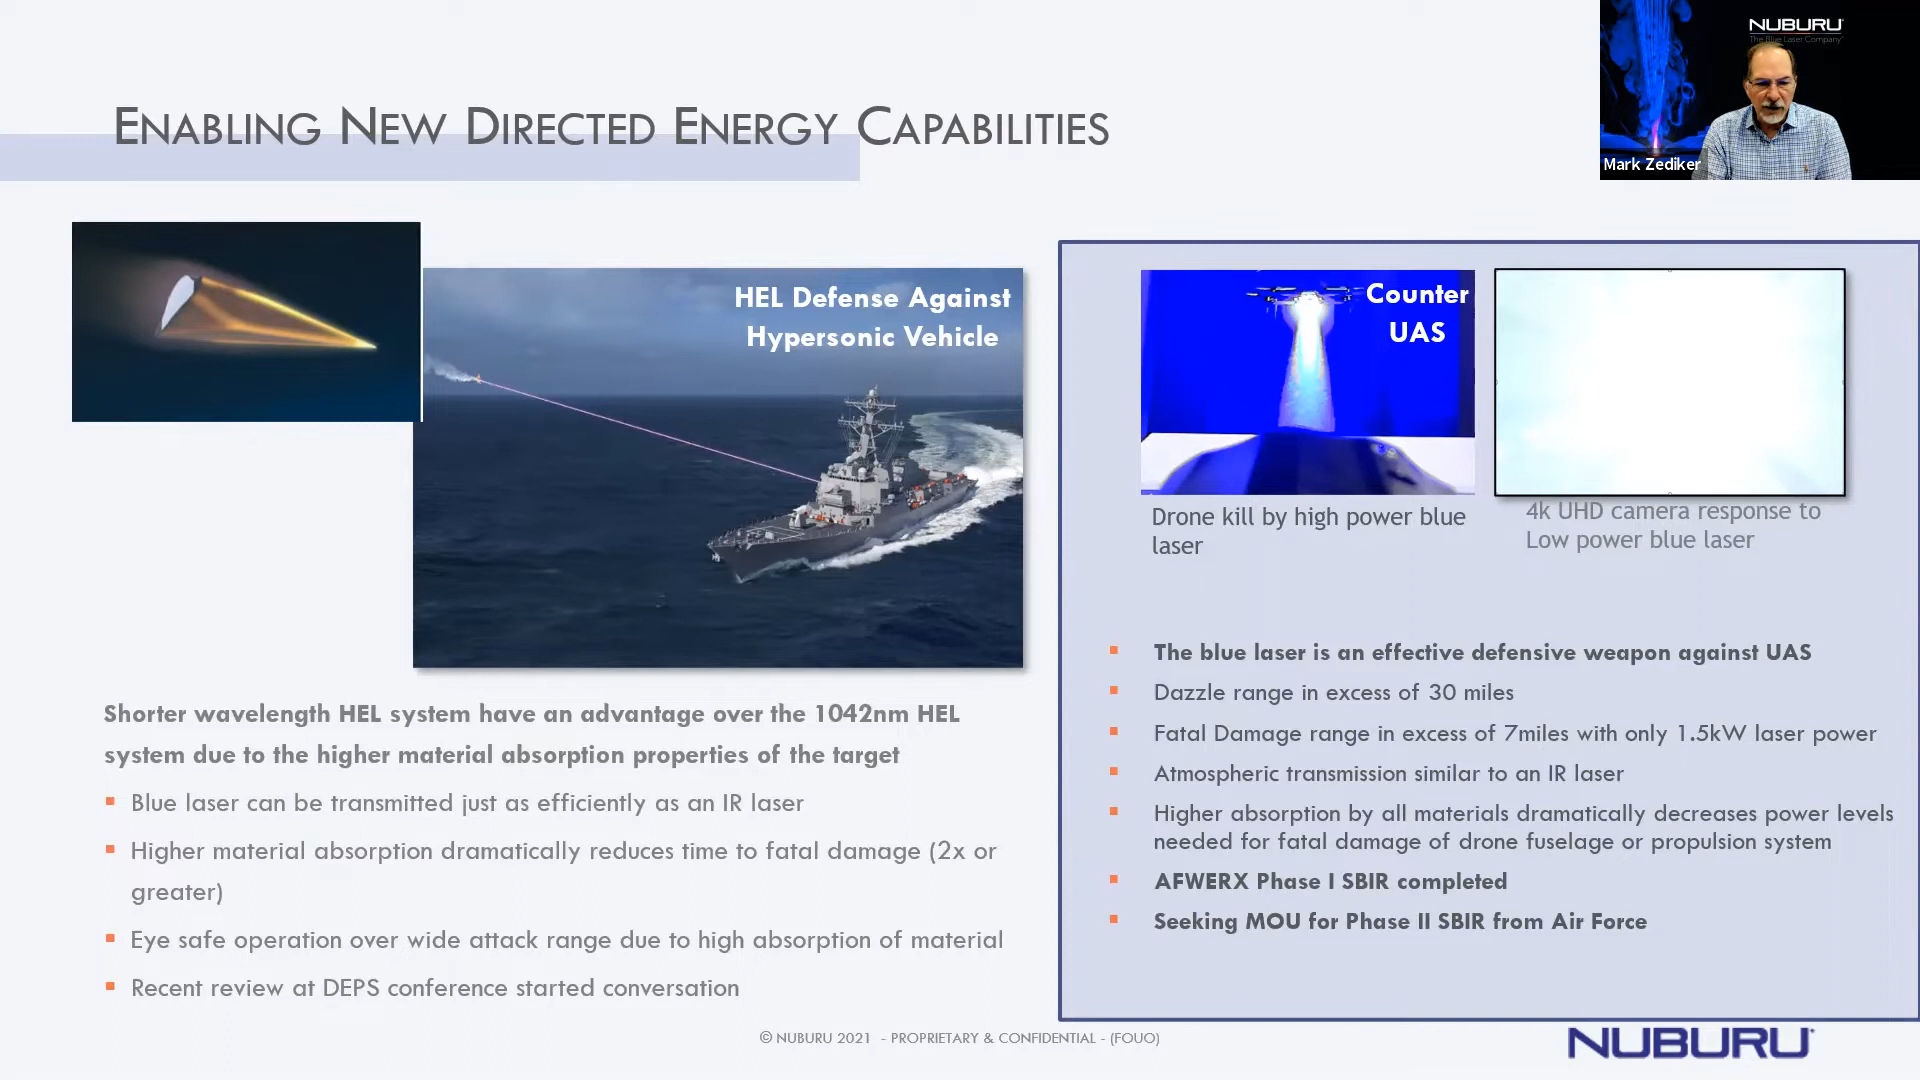 NUBURU
The Blue Laser Company
Mark Zediker
ENABLING NEW DIRECTED ENERGY CAPABILITIES
HEL Defense Against
Hypersonic Vehicle
Shorter wavelength HEL system have an advantage over the 1042nm HEL
system due to the higher material absorption properties of the target
Blue laser can be transmitted just as efficiently as an IR laser
Higher material absorption dramatically reduces time to fatal damage (2x or
greater)
Eye safe operation over wide attack range due to high absorption of material
Recent review at DEPS conference started conversation
Counter
UAS
Drone kill by high power blue
laser
4k UHD camera response to
Low power blue laser
The blue laser is an effective defensive weapon against UAS
Dazzle range in excess of 30 miles
Fatal Damage range in excess of 7miles with only 1.5kW laser power
Atmospheric transmission similar to an IR laser
Higher absorption by all materials dramatically decreases power levels
needed for fatal damage of drone fuselage or propulsion system
AFWERX Phase I SBIR completed
Seeking MOU for Phase II SBIR from Air Force
© NUBURU 2021 - PROPRIETARY & CONFIDENTIAL - (FOUO)
NUBURU